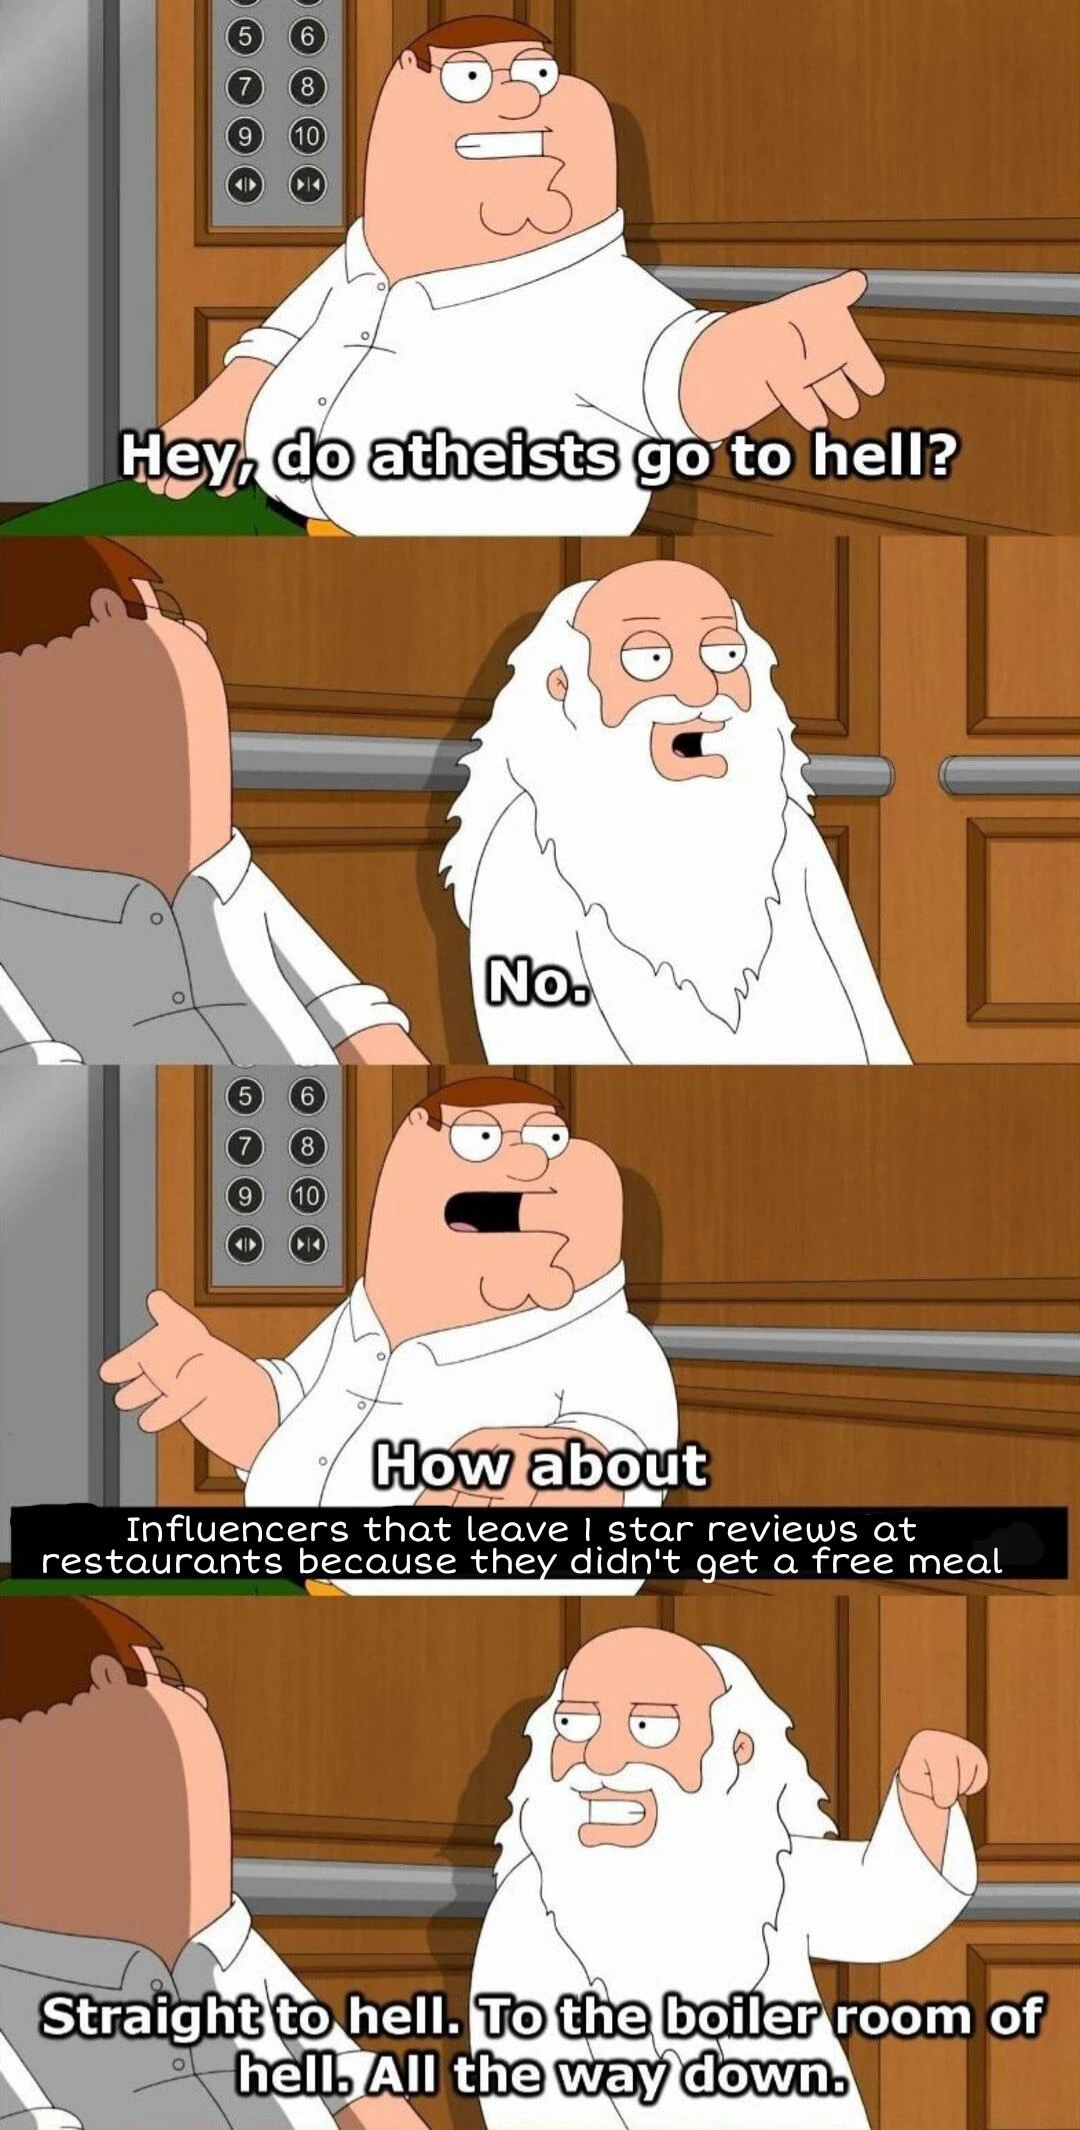 5 6
7 8
9 10
Hey, do atheists go to hell?
No.
5 6
7 8
9 10
How about
Influencers that leave 1 star reviews at
restaurants because they didn't get a free meal
Straight to hell. To the boiler room of
hell. All the way down.